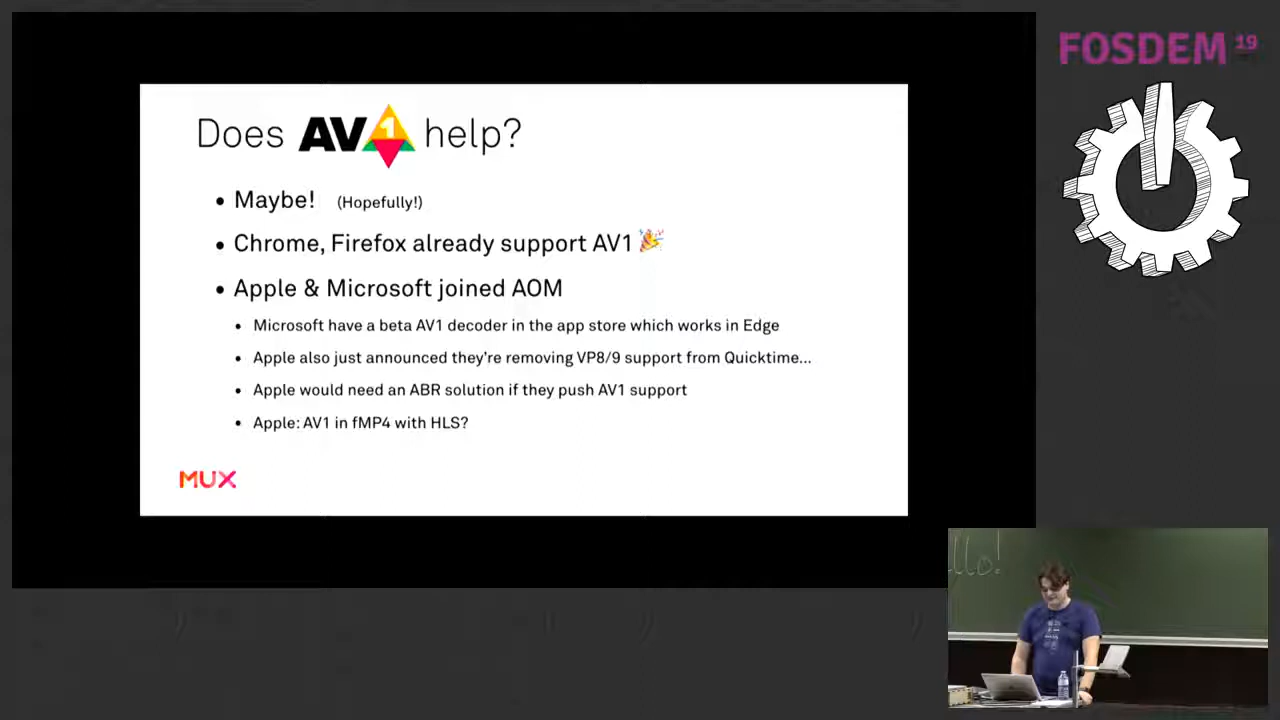 FOSDEM 19
Does AV1 help?
• Maybe! (Hopefully!)
• Chrome, Firefox already support AV1 🎉
• Apple & Microsoft joined AOM
• Microsoft have a beta AV1 decoder in the app store which works in Edge
• Apple also just announced they're removing VP8/9 support from Quicktime...
• Apple would need an ABR solution if they push AV1 support
• Apple: AV1 in fMP4 with HLS?
MUX